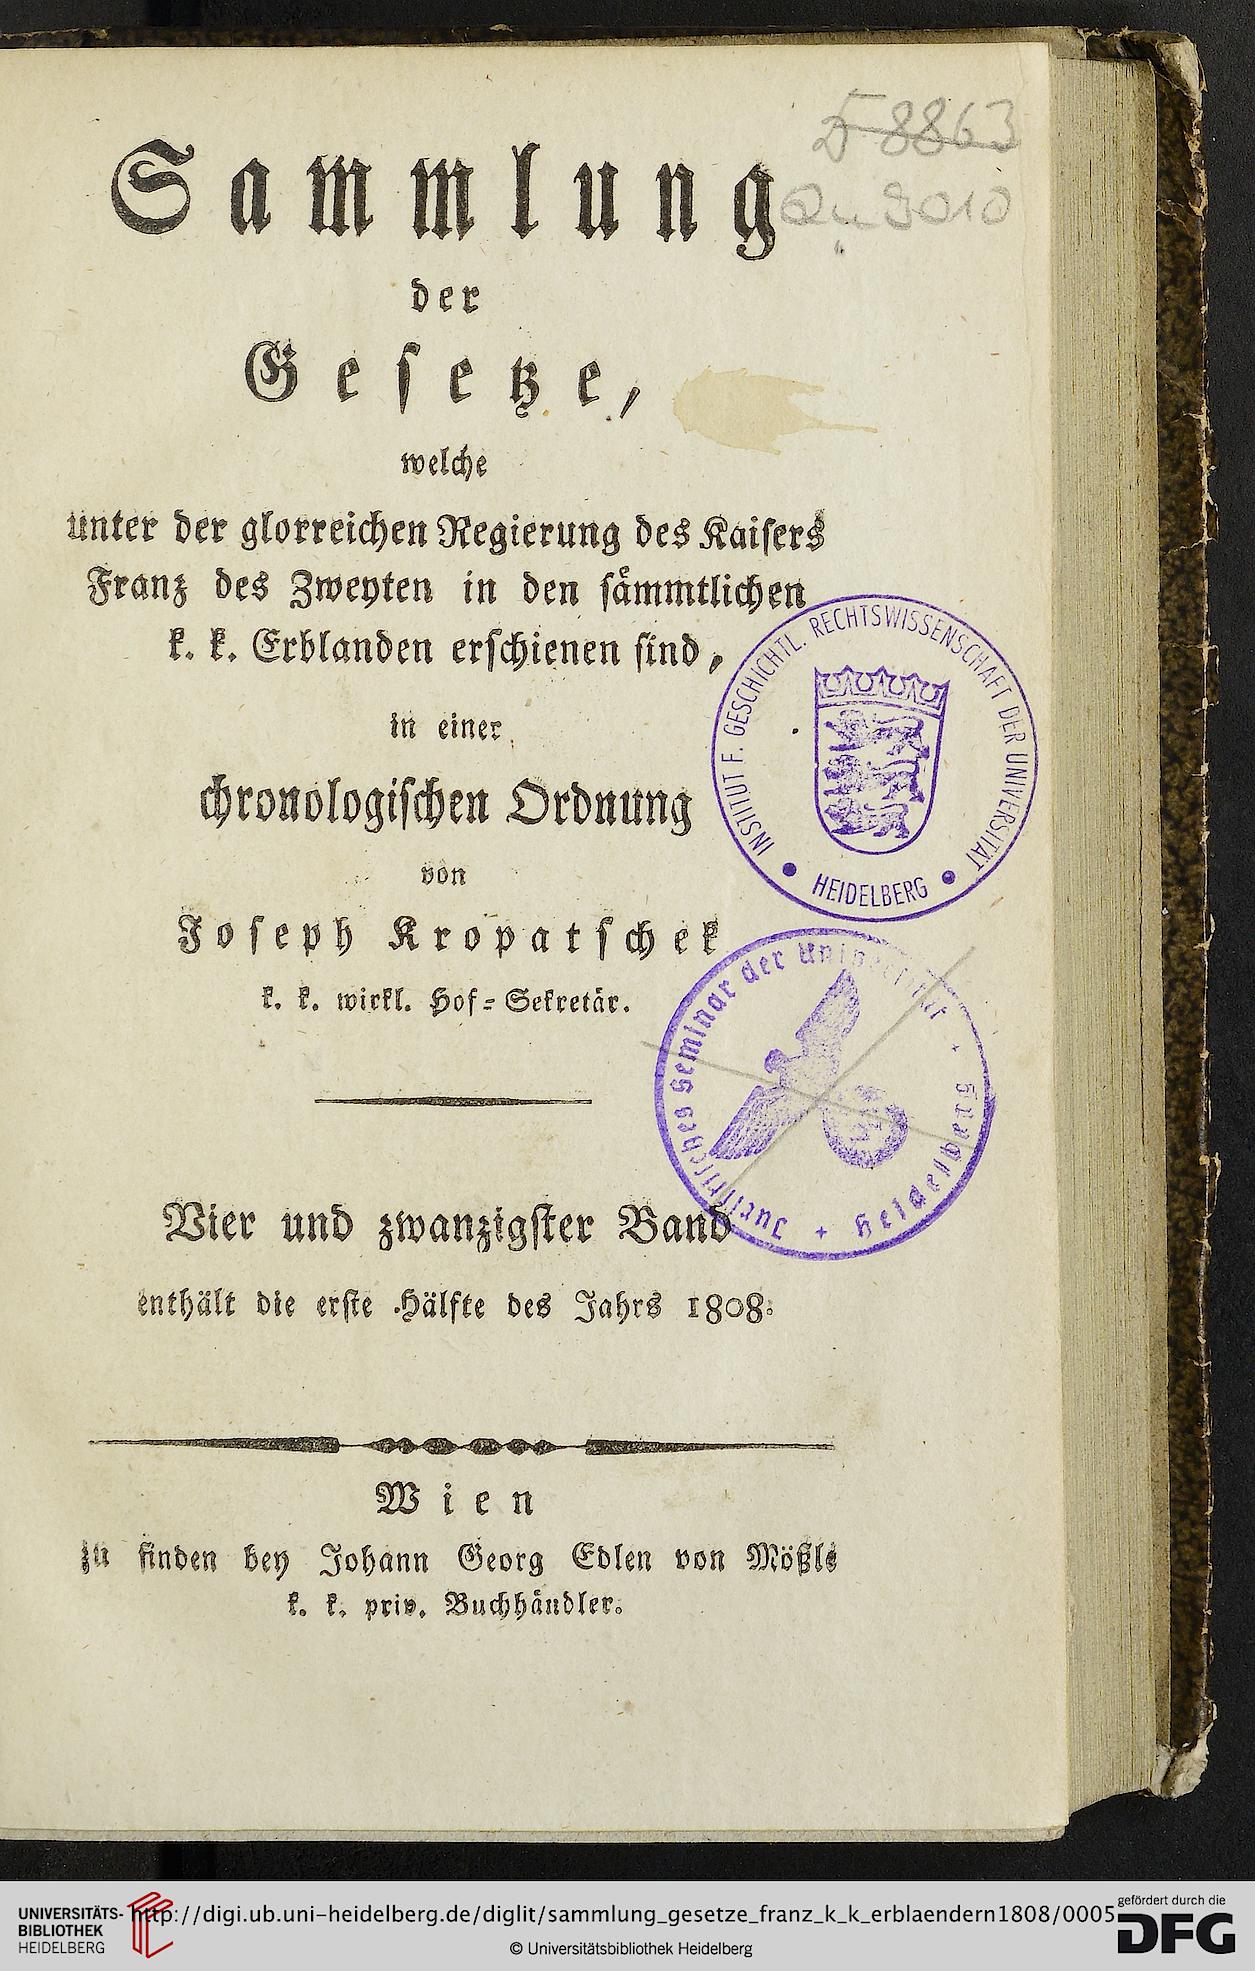 D 8863
Sammlung
Qu 3010
der
Gesetze,
welche
unter der glorreichen Regierung des Kaisers
Franz des Zweyten in den sämmtlichen
k. k. Erblanden erschienen sind,
in einer
chronologischen Ordnung
von
Joseph Kropatschek
k. k. wirkl. Hof-Sekretär.
INSTITUT F. GESCHICHTL. RECHTSWISSENSCHAFT DER UNIVERSITÄT
HEIDELBERG
Juristisches Seminar der Universität + Heidelberg +
Vier und zwanzigster Band
enthält die erste Hälfte des Jahrs 1808.
Wien
zu finden bey Johann Georg Edlen von Mößle
k. k. priv. Buchhändler.
UNIVERSITÄTS-
BIBLIOTHEK
HEIDELBERG
http://digi.ub.uni-heidelberg.de/diglit/sammlung_gesetze_franz_k_k_erblaendern1808/0005
© Universitätsbibliothek Heidelberg
gefördert durch die
DFG